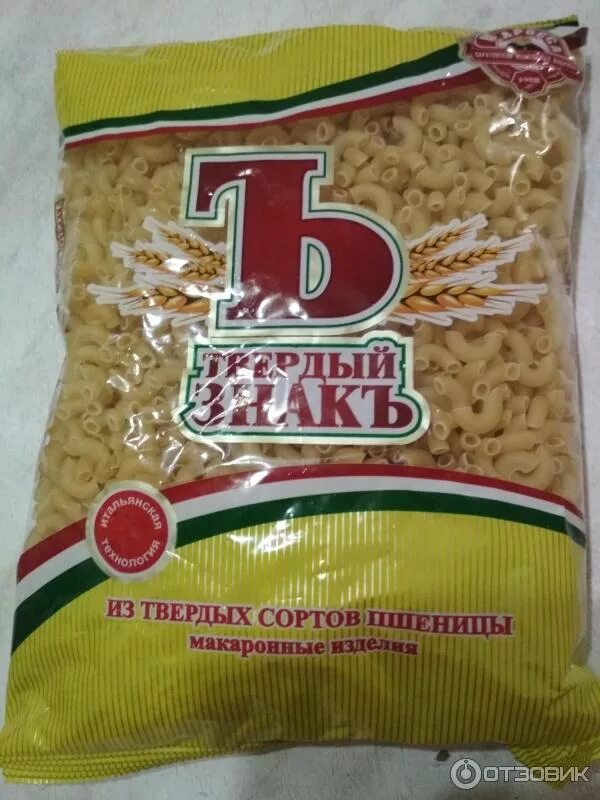 Ъ
ТВЕРДЫЙ
ЗНАКЪ
итальянская
технология
ИЗ ТВЕРДЫХ СОРТОВ ПШЕНИЦЫ
макаронные изделия
ОТЗОВИК